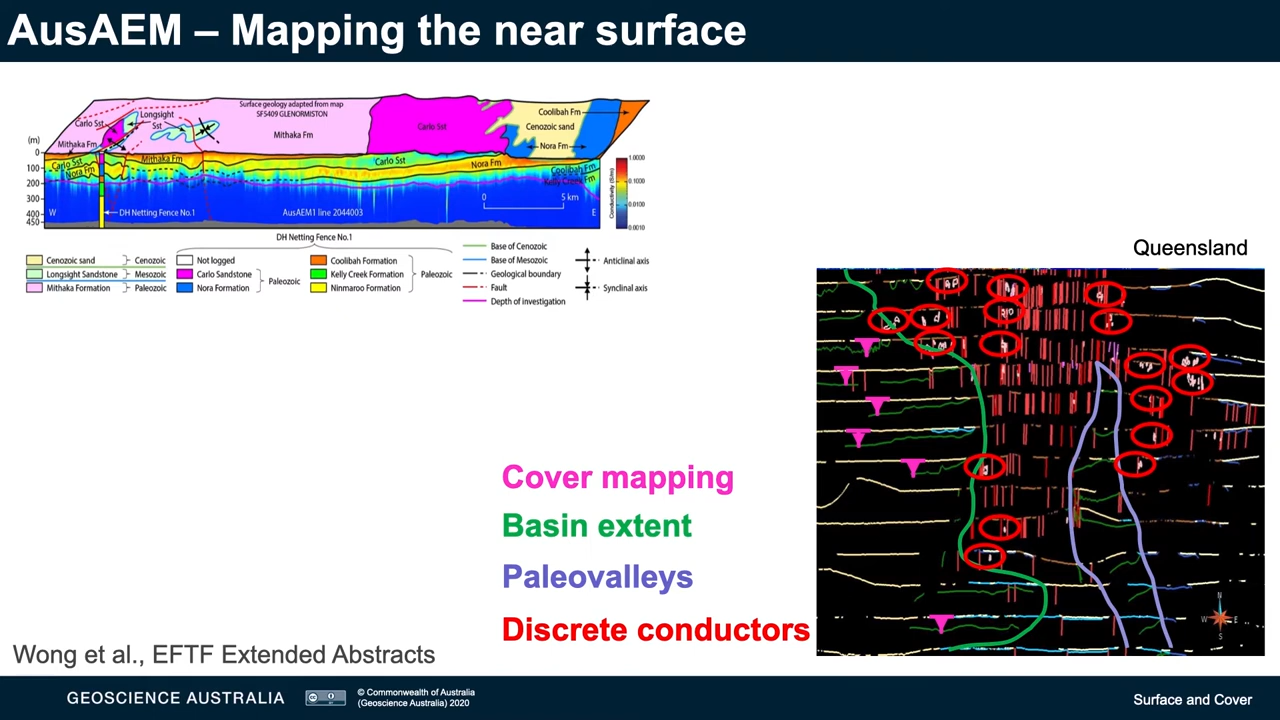 AusAEM – Mapping the near surface
Surface geology adapted from map
SF5409 GLENORMISTON
Longsight
Sst
Carlo Sst
Mithaka Fm
Mithaka Fm
Carlo Sst
Coolibah Fm
Cenozoic sand
Nora Fm
(m)
0
100
200
300
400
450
Carlo Sst
Nora Fm
Mithaka Fm
Carlo Sst
Nora Fm
Coolibah Fm
Kelly Creek Fm
W
DH Netting Fence No.1
AusAEM1 line 2044003
0
5 km
E
Conductivity (S/m)
1.0000
0.1000
0.0100
0.0010
DH Netting Fence No.1
Cenozoic sand
Cenozoic
Longsight Sandstone
Mesozoic
Mithaka Formation
Paleozoic
Not logged
Carlo Sandstone
Nora Formation
Paleozoic
Coolibah Formation
Kelly Creek Formation
Ninmaroo Formation
Paleozoic
Base of Cenozoic
Base of Mesozoic
Geological boundary
Fault
Depth of investigation
Anticlinal axis
Synclinal axis
Queensland
Cover mapping
Basin extent
Paleovalleys
Discrete conductors
N
W
E
S
Wong et al., EFTF Extended Abstracts
GEOSCIENCE AUSTRALIA
cc
BY
© Commonwealth of Australia
(Geoscience Australia) 2020
Surface and Cover